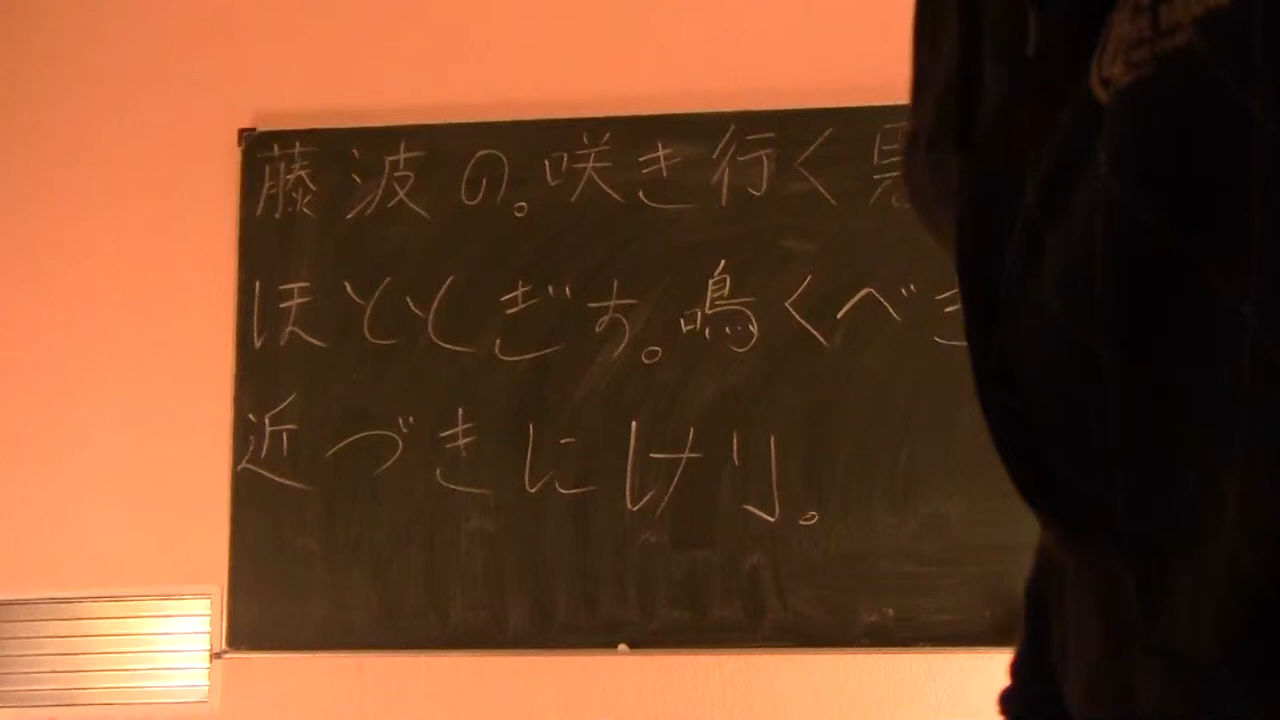 藤波の。咲き行く
ほととぎす。鳴くべき
近づきにけり。